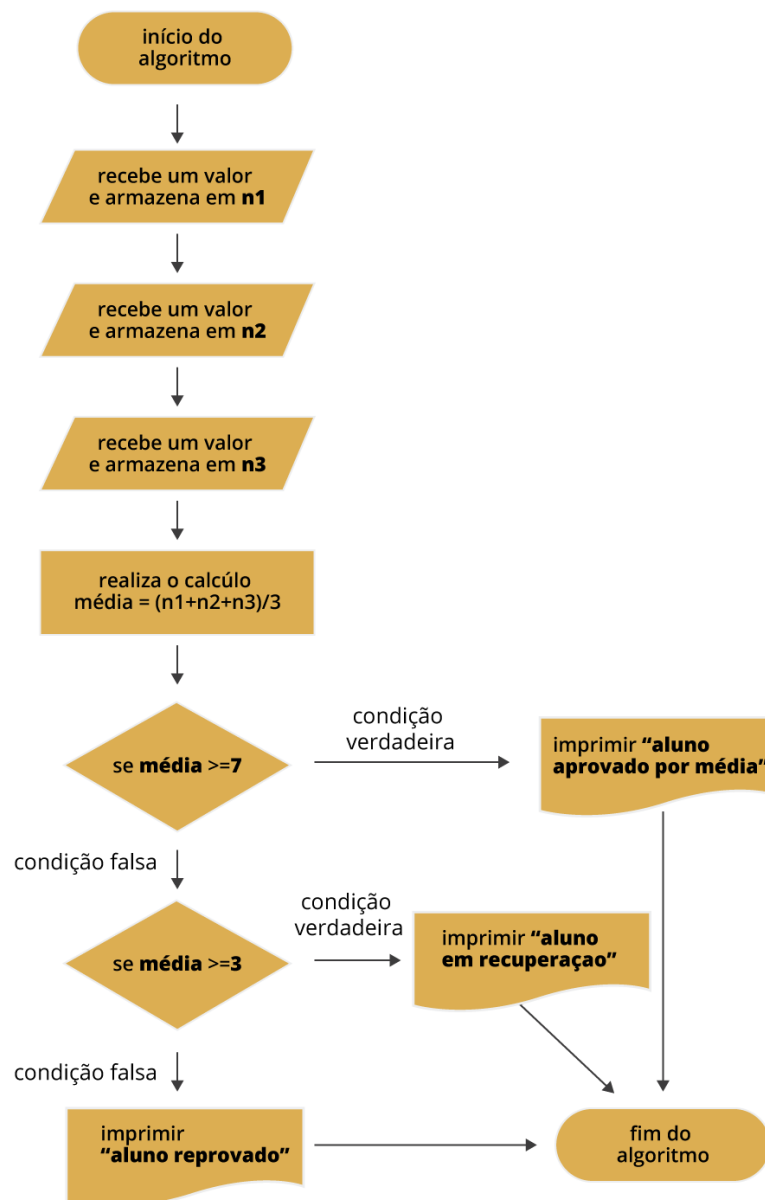 início do
algoritmo
recebe um valor
e armazena em n1
recebe um valor
e armazena em n2
recebe um valor
e armazena em n3
realiza o calcúlo
média = (n1+n2+n3)/3
se média >=7
condição
verdadeira
imprimir “aluno
aprovado por média”
condição falsa
se média >=3
condição
verdadeira
imprimir “aluno
em recuperaçao”
condição falsa
imprimir
“aluno reprovado”
fim do
algoritmo